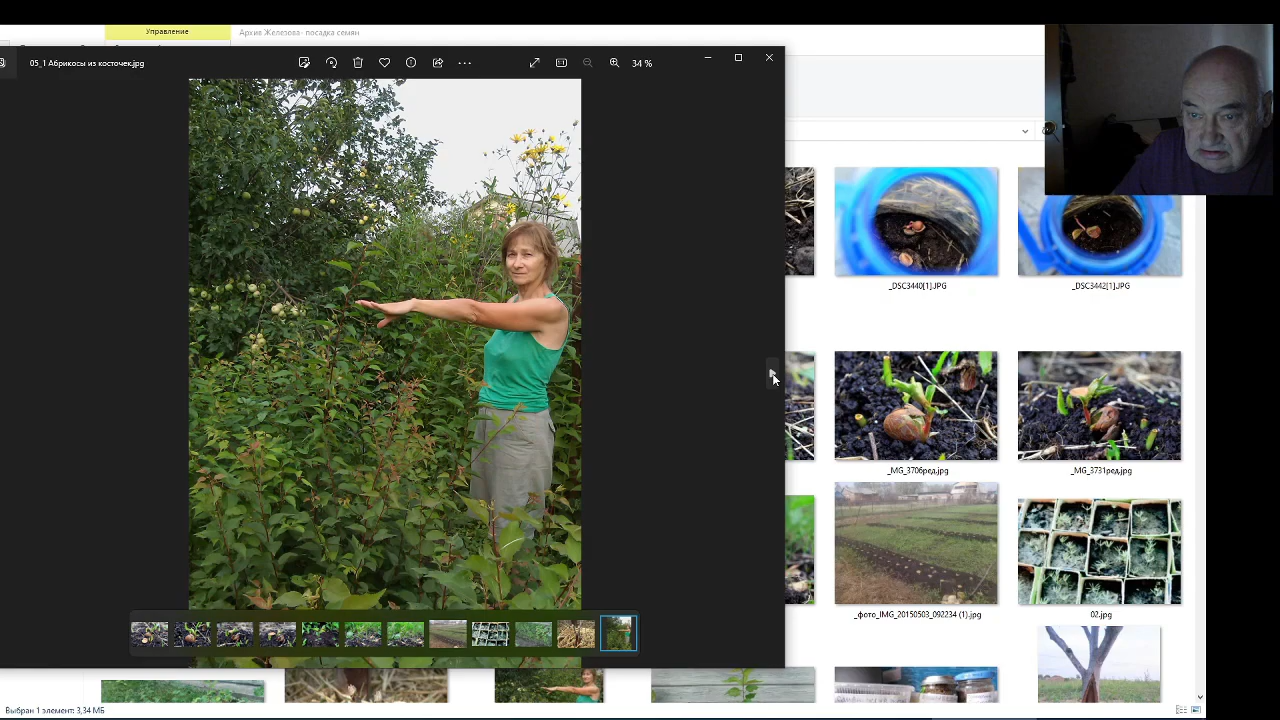 Управление
Архив Железова- посадка семян
05_1 Абрикосы из косточек.jpg
34 %
_DSC3440[1].JPG
_DSC3442[1].JPG
_MG_3706ред.jpg
_MG_3731ред.jpg
_фото_IMG_20150503_092234 (1).jpg
02.jpg
Выбран 1 элемент: 3,34 МБ